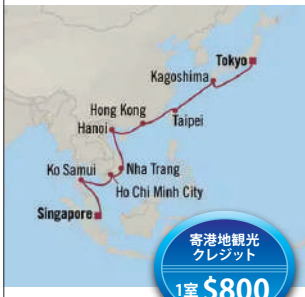 Tokyo
Kagoshima
Hong Kong
Taipei
Hanoi
Ko Samui
Nha Trang
Ho Chi Minh City
Singapore
寄港地観光
クレジット
1室 $800